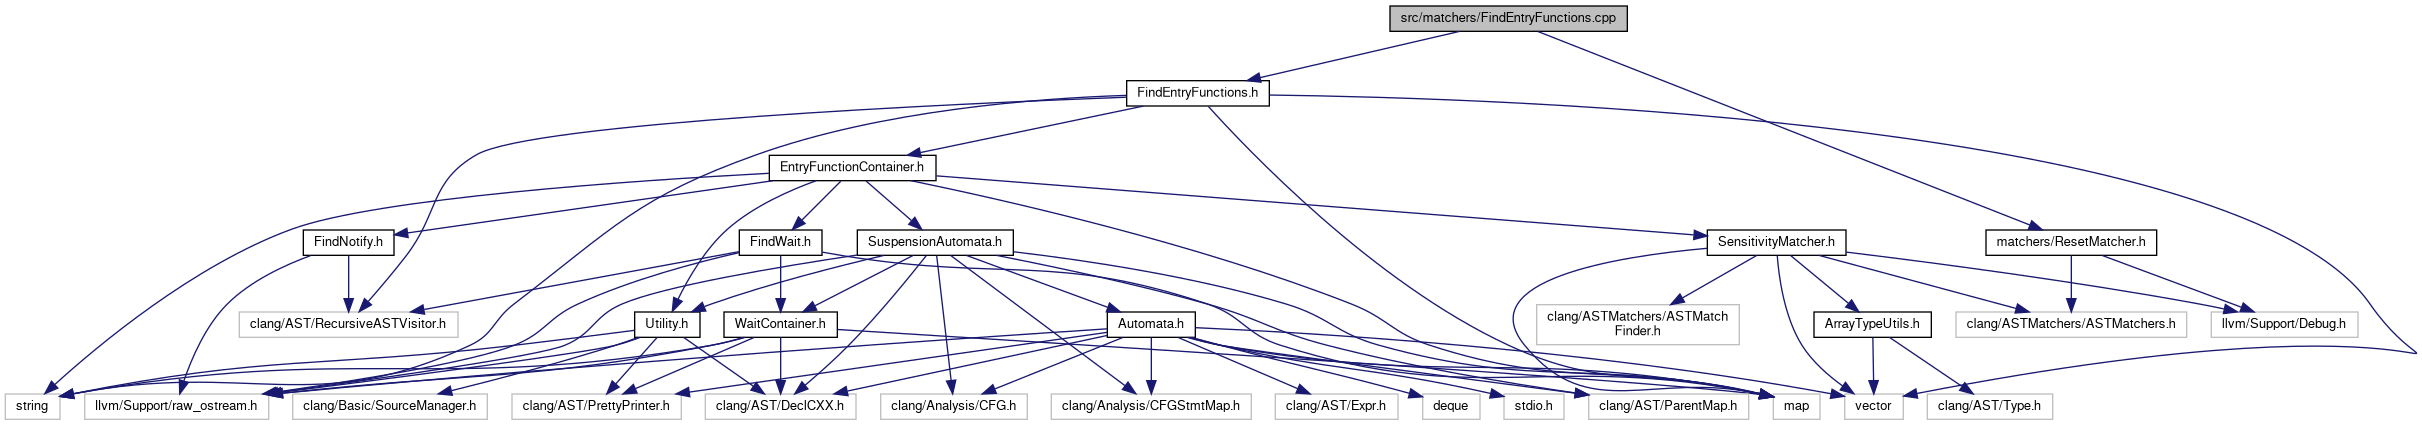 src/matchers/FindEntryFunctions.cpp
FindEntryFunctions.h
EntryFunctionContainer.h
FindNotify.h
FindWait.h
SuspensionAutomata.h
SensitivityMatcher.h
matchers/ResetMatcher.h
clang/AST/RecursiveASTVisitor.h
Utility.h
WaitContainer.h
Automata.h
clang/ASTMatchers/ASTMatch
Finder.h
ArrayTypeUtils.h
clang/ASTMatchers/ASTMatchers.h
llvm/Support/Debug.h
string
llvm/Support/raw_ostream.h
clang/Basic/SourceManager.h
clang/AST/PrettyPrinter.h
clang/AST/DeclCXX.h
clang/Analysis/CFG.h
clang/Analysis/CFGStmtMap.h
clang/AST/Expr.h
deque
stdio.h
clang/AST/ParentMap.h
map
vector
clang/AST/Type.h